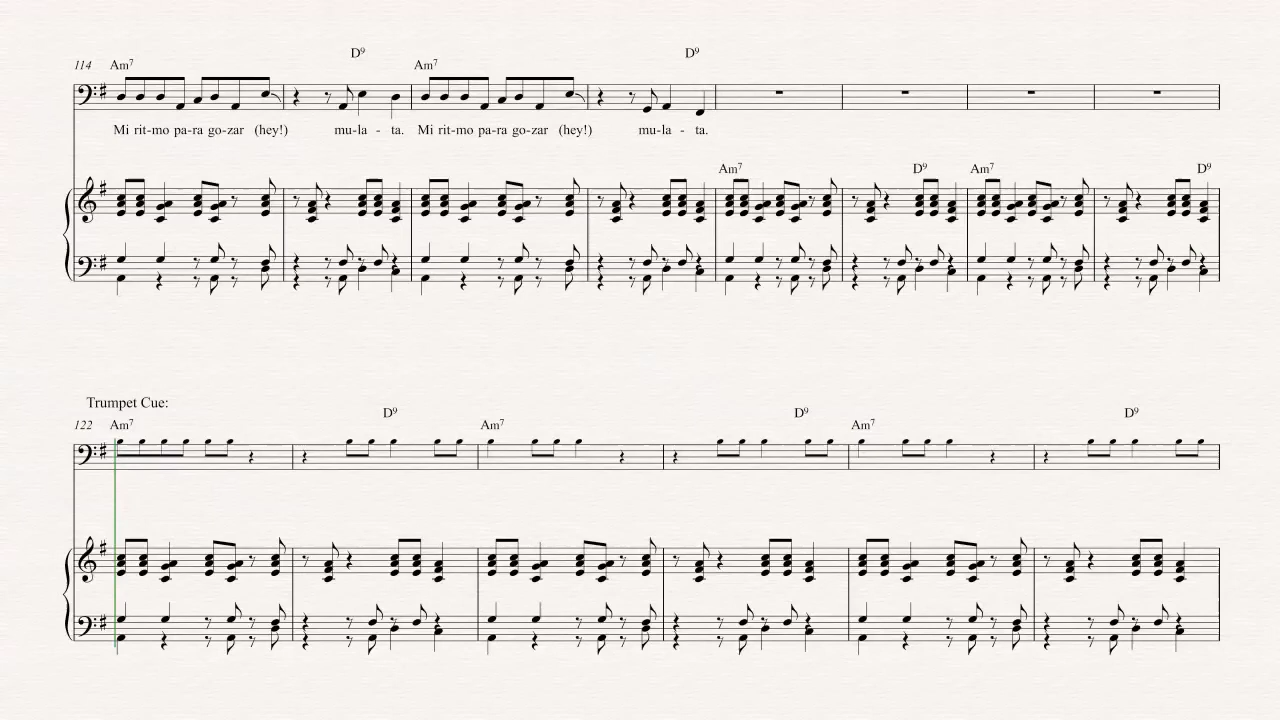 D⁹ D⁹
114 Am⁷ Am⁷
Mi rit-mo pa-ra go-zar (hey!) mu-la - ta. Mi rit-mo pa-ra go-zar (hey!) mu-la - ta.
Am⁷ D⁹ Am⁷ D⁹
Trumpet Cue:
D⁹ D⁹ D⁹
122 Am⁷ Am⁷ Am⁷